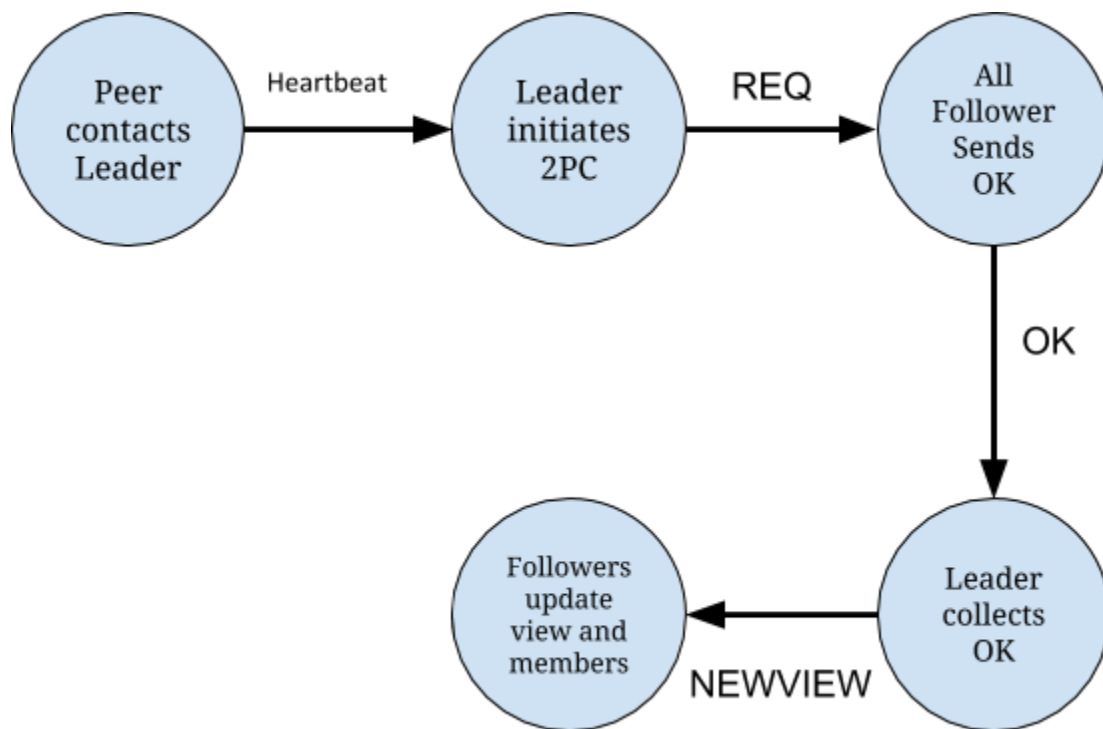 Peer
contacts
Leader
Heartbeat
Leader
initiates
2PC
REQ
All
Follower
Sends
OK
OK
Leader
collects
OK
NEWVIEW
Followers
update
view and
members